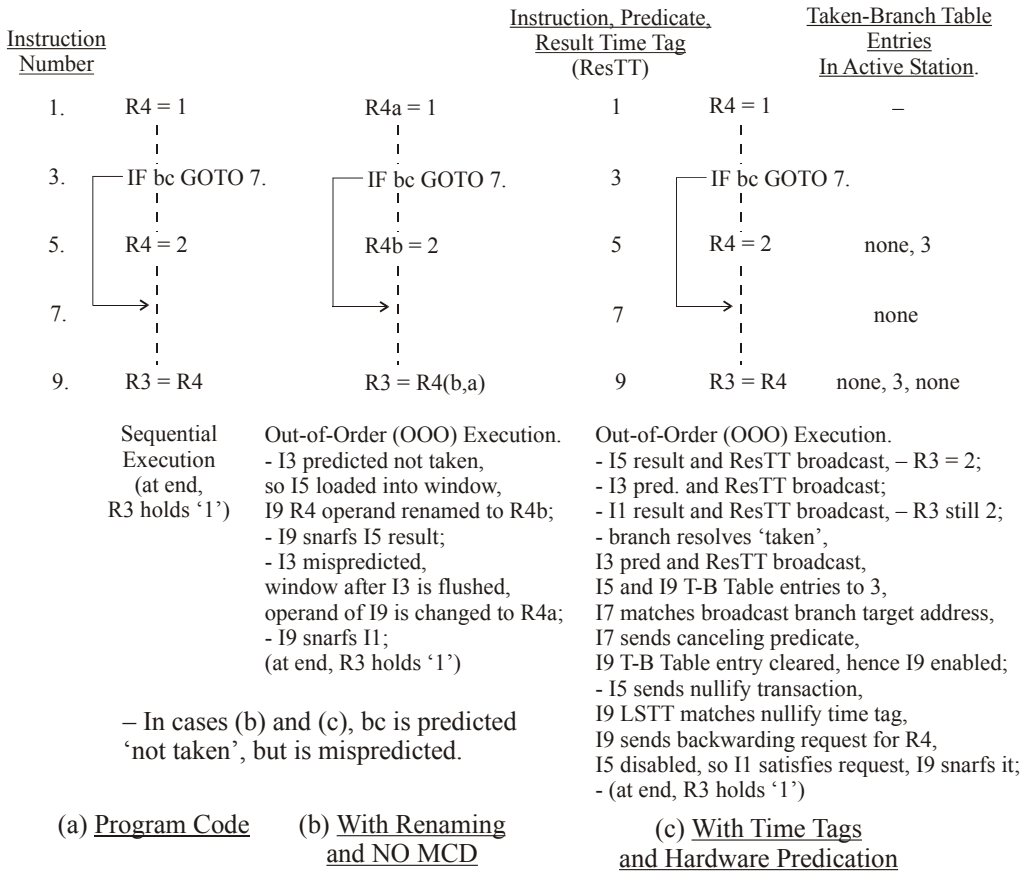 Instruction
Number
Instruction, Predicate,
Result Time Tag
(ResTT)
Taken-Branch Table
Entries
In Active Station.
1. R4 = 1 R4a = 1 1 R4 = 1 –
3. IF bc GOTO 7. IF bc GOTO 7. 3 IF bc GOTO 7.
5. R4 = 2 R4b = 2 5 R4 = 2 none, 3
7. 7 none
9. R3 = R4 R3 = R4(b,a) 9 R3 = R4 none, 3, none
Sequential
Execution
(at end,
R3 holds ‘1’)
Out-of-Order (OOO) Execution.
- I3 predicted not taken,
so I5 loaded into window,
I9 R4 operand renamed to R4b;
- I9 snarfs I5 result;
- I3 mispredicted,
window after I3 is flushed,
operand of I9 is changed to R4a;
- I9 snarfs I1;
(at end, R3 holds ‘1’)
Out-of-Order (OOO) Execution.
- I5 result and ResTT broadcast, – R3 = 2;
- I3 pred. and ResTT broadcast;
- I1 result and ResTT broadcast, – R3 still 2;
- branch resolves ‘taken’,
I3 pred and ResTT broadcast,
I5 and I9 T-B Table entries to 3,
I7 matches broadcast branch target address,
I7 sends canceling predicate,
I9 T-B Table entry cleared, hence I9 enabled;
- I5 sends nullify transaction,
I9 LSTT matches nullify time tag,
I9 sends backwarding request for R4,
I5 disabled, so I1 satisfies request, I9 snarfs it;
- (at end, R3 holds ‘1’)
– In cases (b) and (c), bc is predicted
‘not taken’, but is mispredicted.
(a) Program Code
(b) With Renaming
and NO MCD
(c) With Time Tags
and Hardware Predication